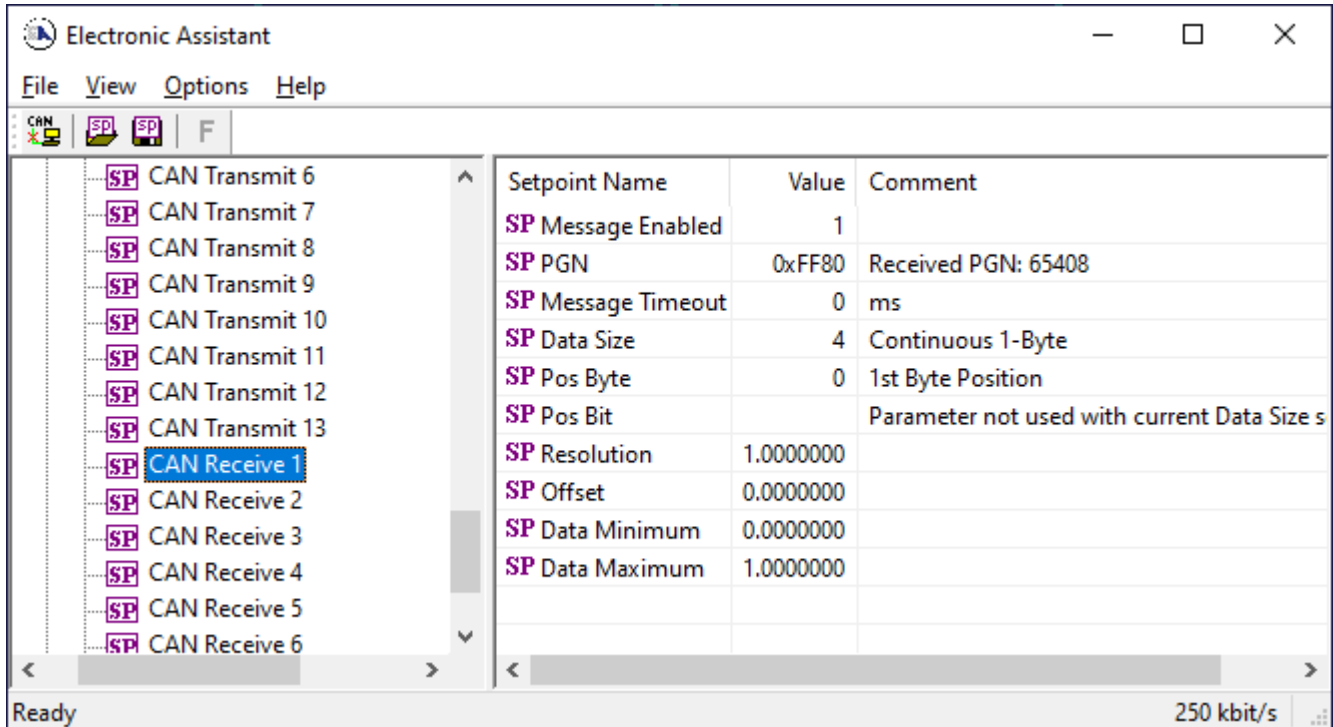 Electronic Assistant
File View Options Help
CAN SP SP F
SP CAN Transmit 6
SP CAN Transmit 7
SP CAN Transmit 8
SP CAN Transmit 9
SP CAN Transmit 10
SP CAN Transmit 11
SP CAN Transmit 12
SP CAN Transmit 13
SP CAN Receive 1
SP CAN Receive 2
SP CAN Receive 3
SP CAN Receive 4
SP CAN Receive 5
SP CAN Receive 6
Setpoint Name Value Comment
SP Message Enabled 1
SP PGN 0xFF80 Received PGN: 65408
SP Message Timeout 0 ms
SP Data Size 4 Continuous 1-Byte
SP Pos Byte 0 1st Byte Position
SP Pos Bit Parameter not used with current Data Size s
SP Resolution 1.0000000
SP Offset 0.0000000
SP Data Minimum 0.0000000
SP Data Maximum 1.0000000
Ready 250 kbit/s